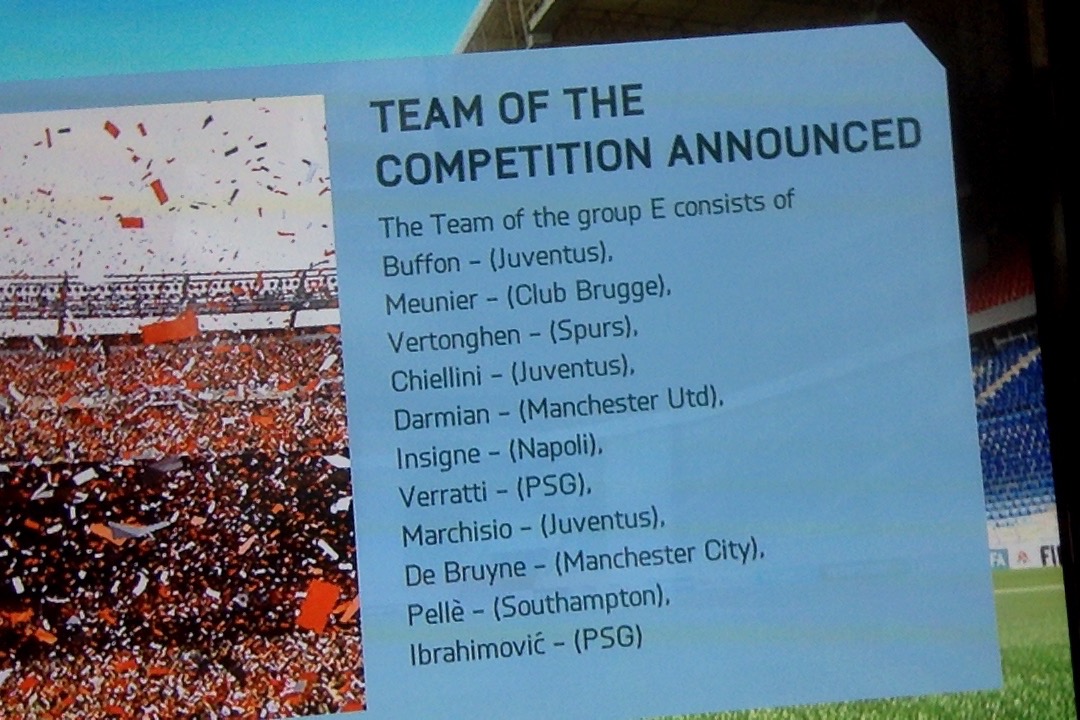 TEAM OF THE
COMPETITION ANNOUNCED
The Team of the group E consists of
Buffon - (Juventus),
Meunier - (Club Brugge),
Vertonghen - (Spurs),
Chiellini - (Juventus),
Darmian - (Manchester Utd),
Insigne - (Napoli),
Verratti - (PSG),
Marchisio - (Juventus),
De Bruyne - (Manchester City),
Pellè - (Southampton),
Ibrahimović - (PSG)